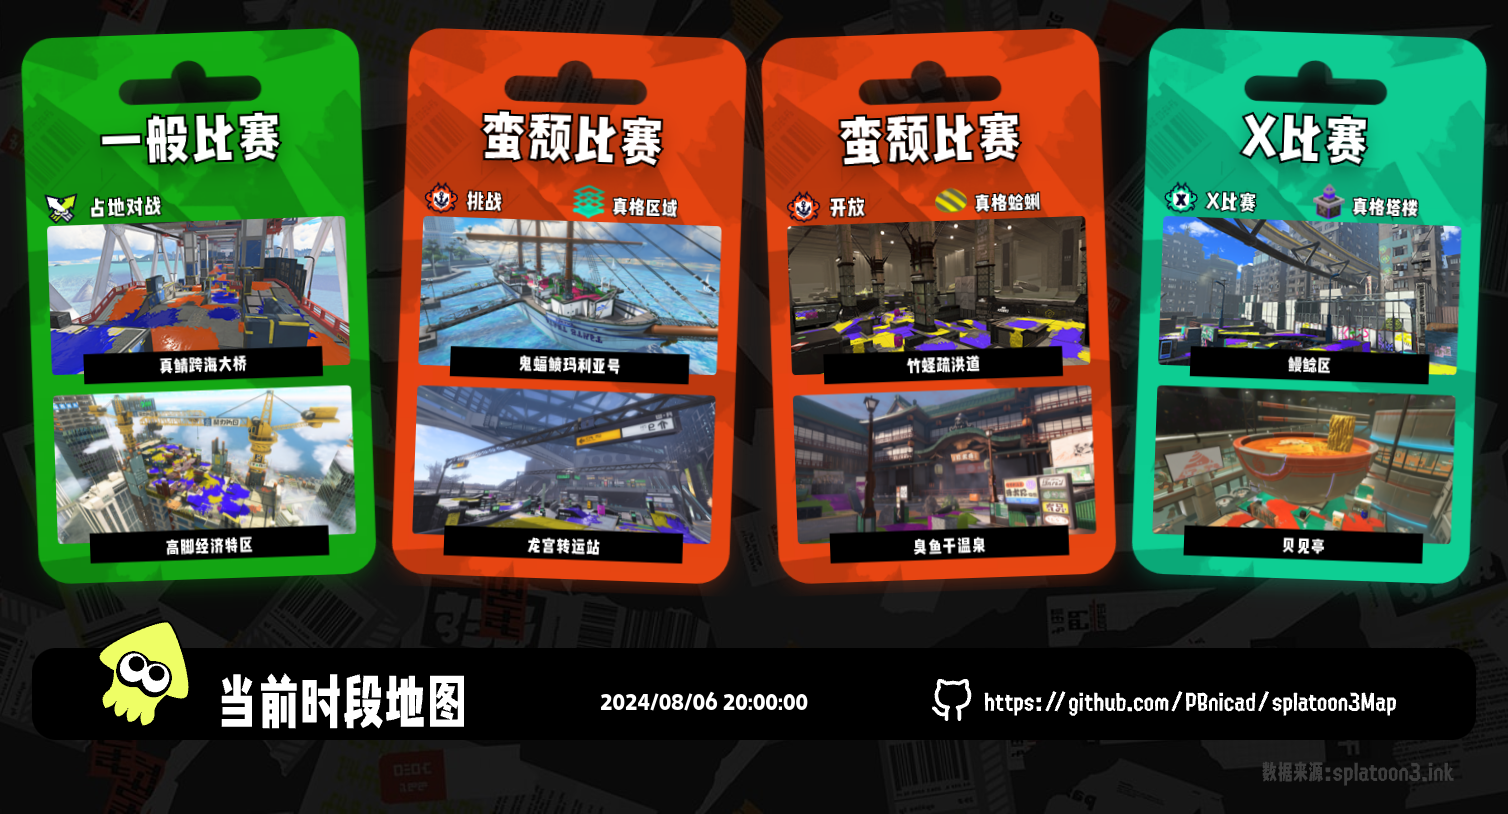 一般比赛
占地对战
真鲭跨海大桥
高脚经济特区
蛮颓比赛
挑战
真格区域
鬼蝠鲼玛利亚号
龙宫转运站
蛮颓比赛
开放
真格蛤蜊
竹蛏疏洪道
臭鱼干温泉
X比赛
X比赛
真格塔楼
鳗鲶区
贝见亭
当前时段地图
2024/08/06 20:00:00
https://github.com/PBnicad/splatoon3Map
数据来源:splatoon3.ink